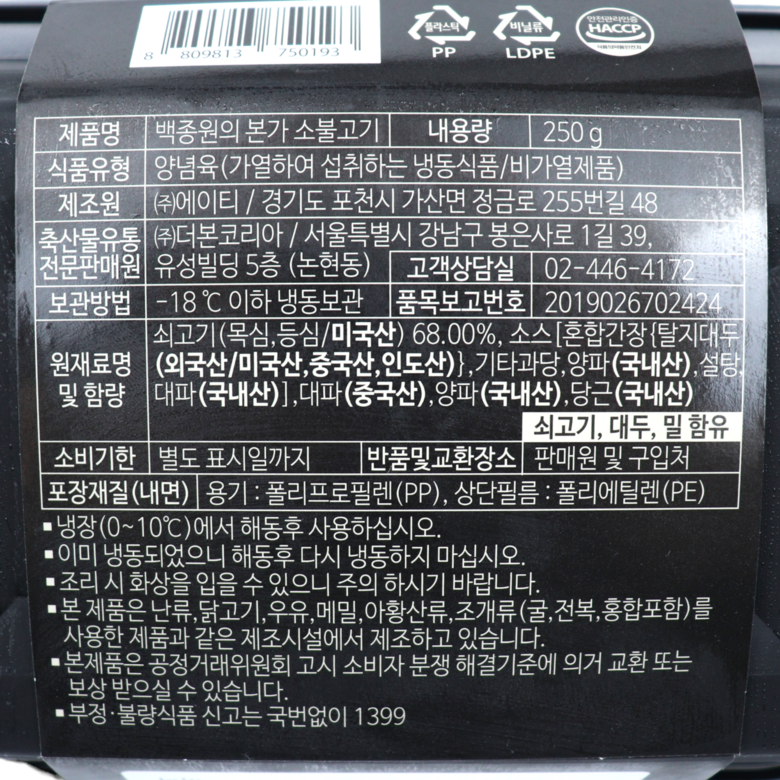 8 809813 750193
플라스틱
PP
비닐류
LDPE
안전관리인증
HACCP
식품의약품안전처
제품명 백종원의 본가 소불고기 내용량 250 g
식품유형 양념육(가열하여 섭취하는 냉동식품/비가열제품)
제조원 ㈜에이티 / 경기도 포천시 가산면 정금로 255번길 48
축산물유통 ㈜더본코리아 / 서울특별시 강남구 봉은사로 1길 39,
전문판매원 유성빌딩 5층 (논현동) 고객상담실 02-446-4172
보관방법 -18 ℃ 이하 냉동보관 품목보고번호 2019026702424
쇠고기(목심,등심/미국산) 68.00%, 소스[혼합간장{탈지대두
원재료명 (외국산/미국산,중국산,인도산)},기타과당,양파(국내산),설탕,
및 함량 대파(국내산)],대파(중국산),양파(국내산),당근(국내산)
쇠고기, 대두, 밀 함유
소비기한 별도 표시일까지 반품및교환장소 판매원 및 구입처
포장재질(내면) 용기 : 폴리프로필렌(PP), 상단필름 : 폴리에틸렌(PE)
▪냉장(0~10℃)에서 해동후 사용하십시오.
▪이미 냉동되었으니 해동후 다시 냉동하지 마십시오.
▪조리 시 화상을 입을 수 있으니 주의 하시기 바랍니다.
▪본 제품은 난류,닭고기,우유,메밀,아황산류,조개류(굴,전복,홍합포함)를
사용한 제품과 같은 제조시설에서 제조하고 있습니다.
▪본제품은 공정거래위원회 고시 소비자 분쟁 해결기준에 의거 교환 또는
보상 받으실 수 있습니다.
▪부정·불량식품 신고는 국번없이 1399